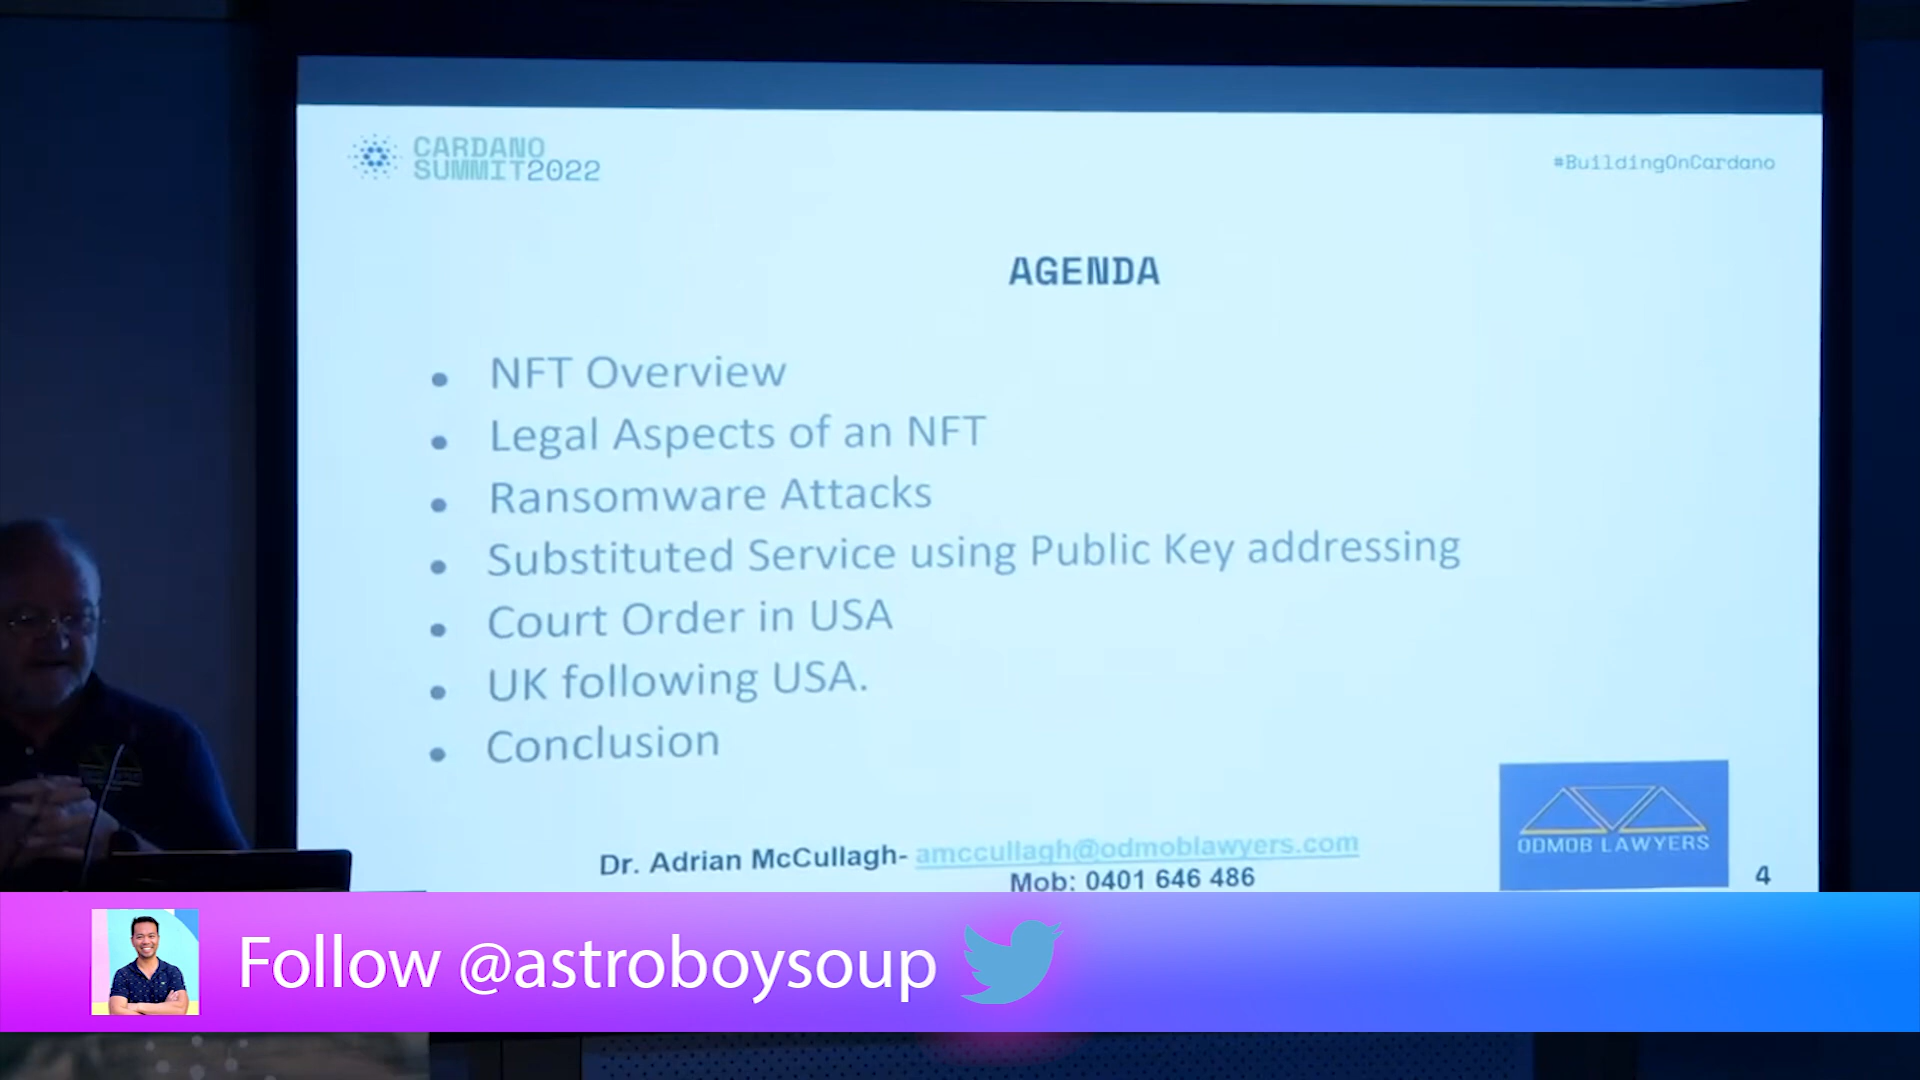 CARDANO
SUMMIT2022
#BuildingOnCardano
AGENDA
• NFT Overview
• Legal Aspects of an NFT
• Ransomware Attacks
• Substituted Service using Public Key addressing
• Court Order in USA
• UK following USA.
• Conclusion
Dr. Adrian McCullagh- amccullagh@odmoblawyers.com
Mob: 0401 646 486
ODMOB LAWYERS
4
Follow @astroboysoup